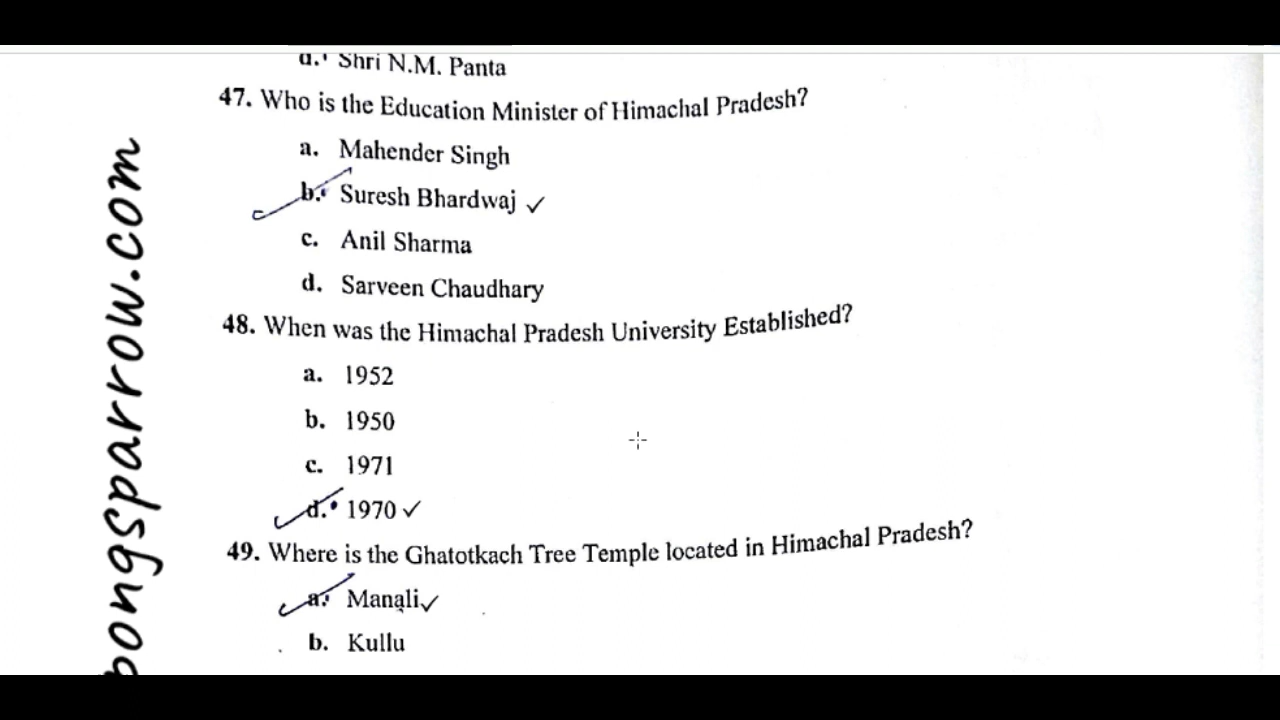 d. Shri N.M. Panta
47. Who is the Education Minister of Himachal Pradesh?
a. Mahender Singh
b. Suresh Bhardwaj ✓
c. Anil Sharma
d. Sarveen Chaudhary
48. When was the Himachal Pradesh University Established?
a. 1952
b. 1950
c. 1971
d. 1970 ✓
49. Where is the Ghatotkach Tree Temple located in Himachal Pradesh?
a. Manali ✓
b. Kullu
ongsparrow.com